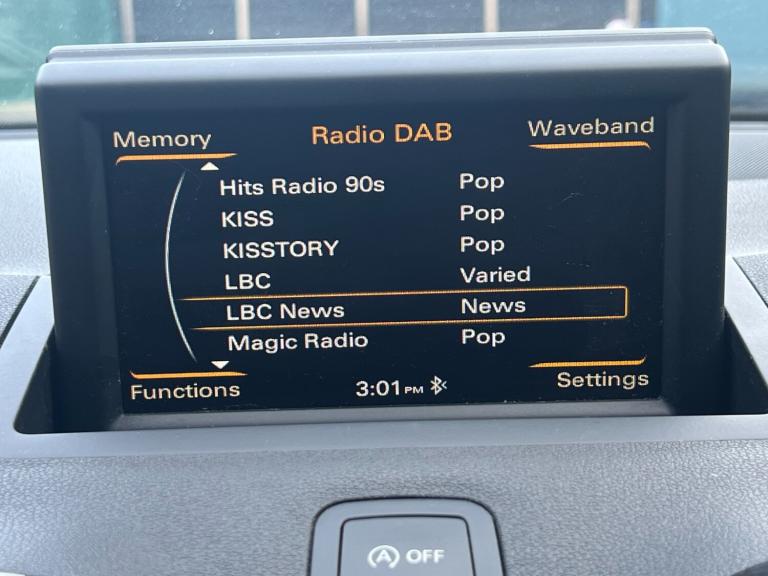 Memory Radio DAB Waveband
Hits Radio 90s Pop
KISS Pop
KISSTORY Pop
LBC Varied
LBC News News
Magic Radio Pop
Functions 3:01 PM Settings
A OFF